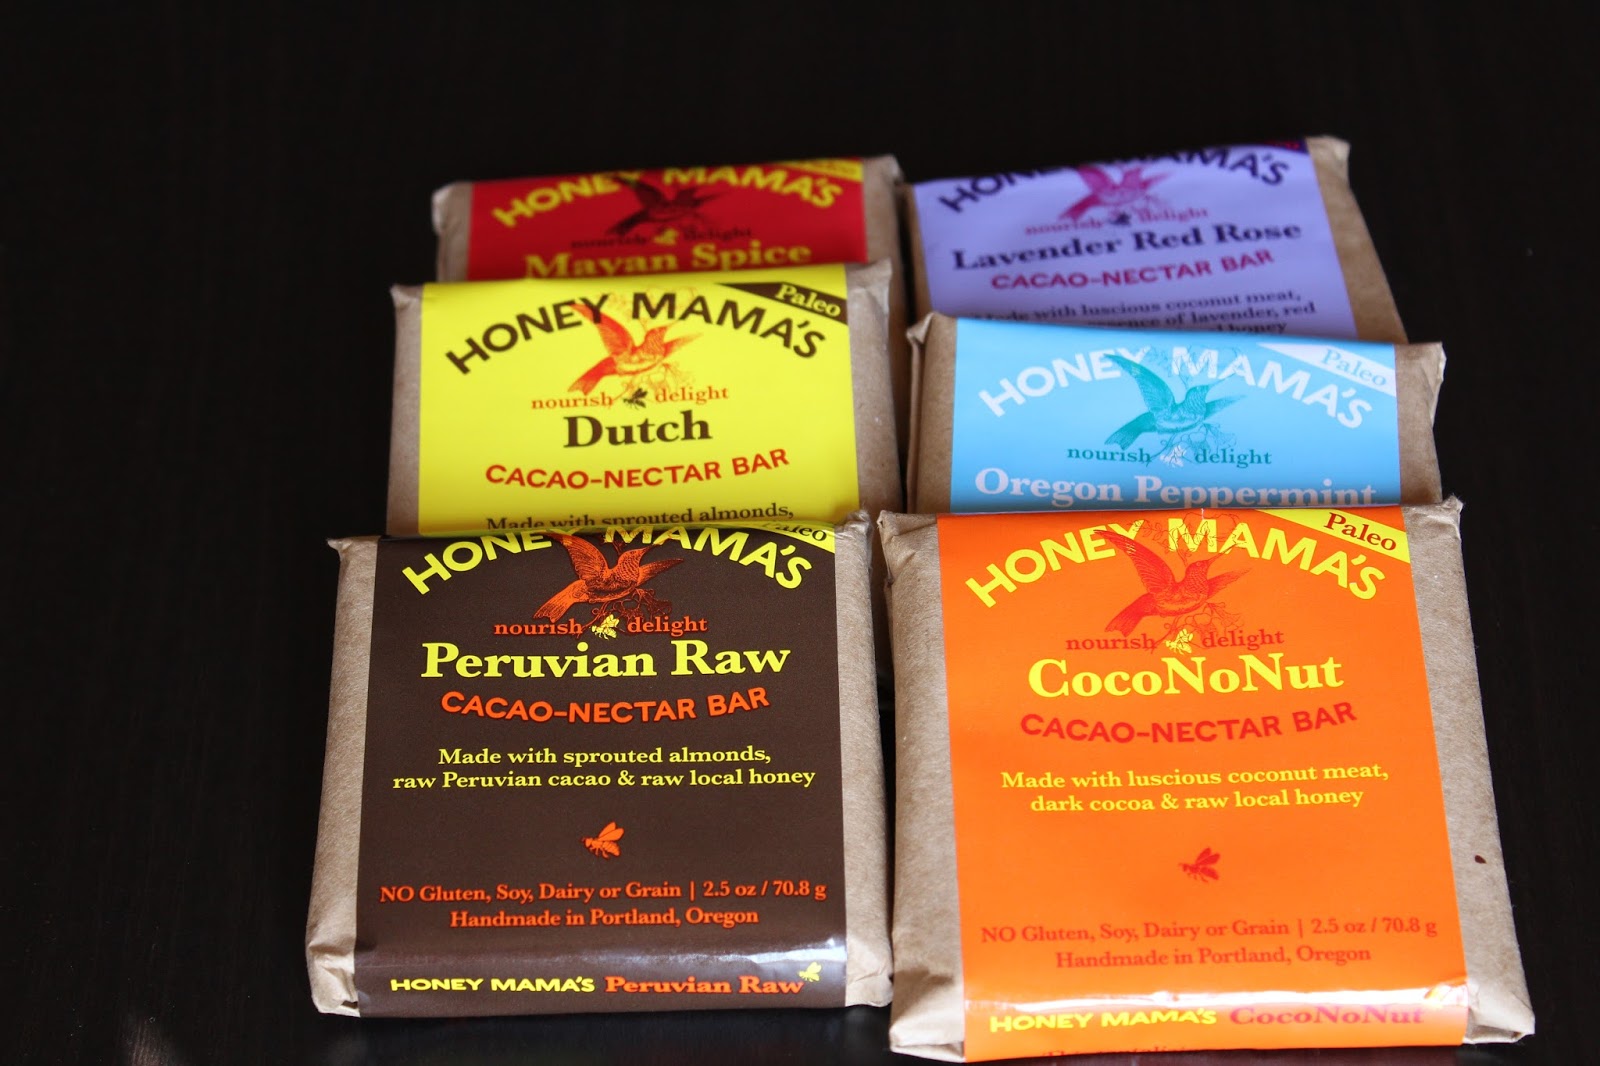 HONEY MAMA'S
nourish delight
Mayan Spice
HONEY MAMA'S
nourish delight
Lavender Red Rose
CACAO-NECTAR BAR
Made with luscious coconut meat,
essence of lavender, red
honey
Paleo
HONEY MAMA'S
nourish delight
Dutch
CACAO-NECTAR BAR
Made with sprouted almonds,
Paleo
HONEY MAMA'S
nourish delight
Oregon Peppermint
Paleo
HONEY MAMA'S
nourish delight
Peruvian Raw
CACAO-NECTAR BAR
Made with sprouted almonds,
raw Peruvian cacao & raw local honey
NO Gluten, Soy, Dairy or Grain | 2.5 oz / 70.8 g
Handmade in Portland, Oregon
HONEY MAMA'S Peruvian Raw
Paleo
HONEY MAMA'S
nourish delight
CocoNoNut
CACAO-NECTAR BAR
Made with luscious coconut meat,
dark cocoa & raw local honey
NO Gluten, Soy, Dairy or Grain | 2.5 oz / 70.8 g
Handmade in Portland, Oregon
HONEY MAMA'S CocoNoNut